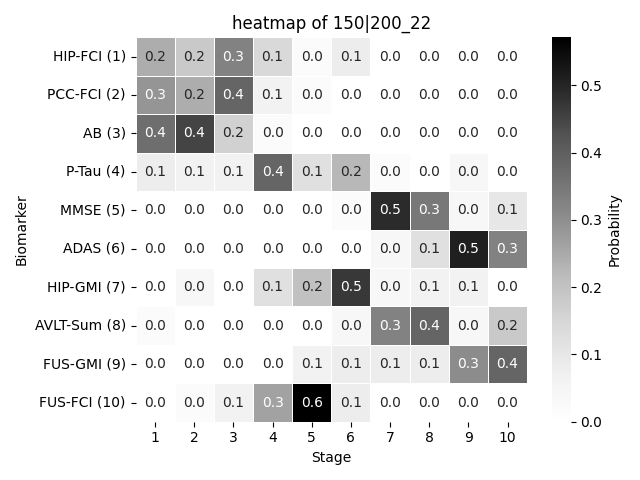 heatmap of 150|200_22
HIP-FCI (1) 0.2 0.2 0.3 0.1 0.0 0.1 0.0 0.0 0.0 0.0
PCC-FCI (2) 0.3 0.2 0.4 0.1 0.0 0.0 0.0 0.0 0.0 0.0
AB (3) 0.4 0.4 0.2 0.0 0.0 0.0 0.0 0.0 0.0 0.0
P-Tau (4) 0.1 0.1 0.1 0.4 0.1 0.2 0.0 0.0 0.0 0.0
MMSE (5) 0.0 0.0 0.0 0.0 0.0 0.0 0.5 0.3 0.0 0.1
ADAS (6) 0.0 0.0 0.0 0.0 0.0 0.0 0.0 0.1 0.5 0.3
HIP-GMI (7) 0.0 0.0 0.0 0.1 0.2 0.5 0.0 0.1 0.1 0.0
AVLT-Sum (8) 0.0 0.0 0.0 0.0 0.0 0.0 0.3 0.4 0.0 0.2
FUS-GMI (9) 0.0 0.0 0.0 0.0 0.1 0.1 0.1 0.1 0.3 0.4
FUS-FCI (10) 0.0 0.0 0.1 0.3 0.6 0.1 0.0 0.0 0.0 0.0
1 2 3 4 5 6 7 8 9 10
Stage
Biomarker
0.5
0.4
0.3
0.2
0.1
0.0
Probability